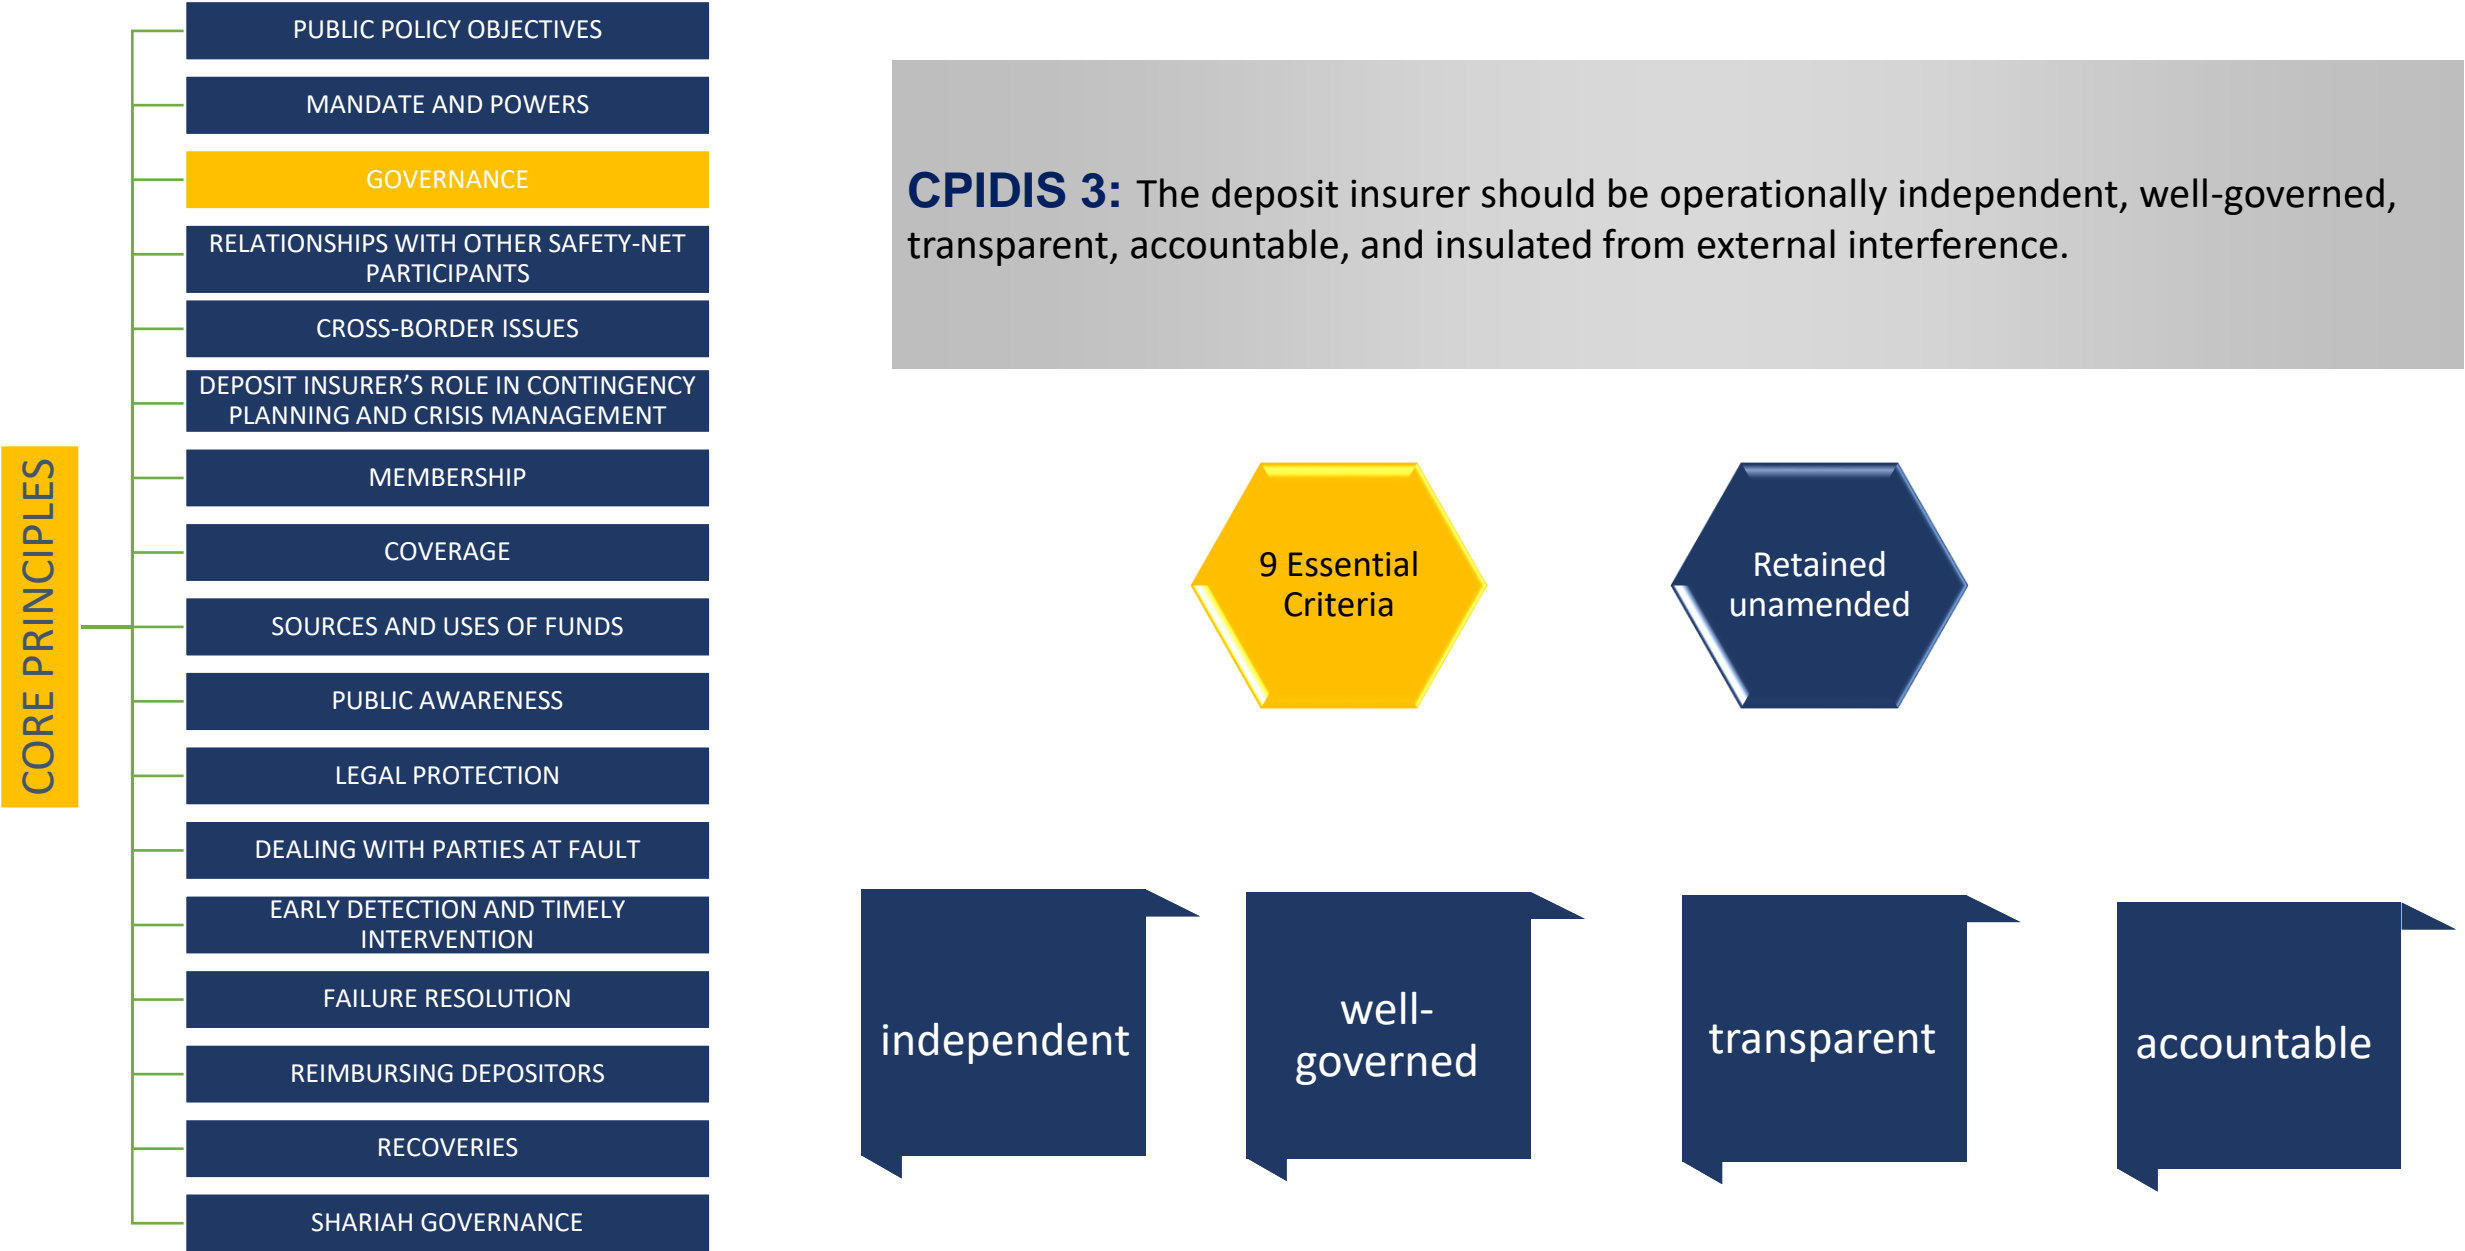 CORE PRINCIPLES
PUBLIC POLICY OBJECTIVES
MANDATE AND POWERS
GOVERNANCE
RELATIONSHIPS WITH OTHER SAFETY-NET
PARTICIPANTS
CROSS-BORDER ISSUES
DEPOSIT INSURER’S ROLE IN CONTINGENCY
PLANNING AND CRISIS MANAGEMENT
MEMBERSHIP
COVERAGE
SOURCES AND USES OF FUNDS
PUBLIC AWARENESS
LEGAL PROTECTION
DEALING WITH PARTIES AT FAULT
EARLY DETECTION AND TIMELY
INTERVENTION
FAILURE RESOLUTION
REIMBURSING DEPOSITORS
RECOVERIES
SHARIAH GOVERNANCE
CPIDIS 3: The deposit insurer should be operationally independent, well-governed,
transparent, accountable, and insulated from external interference.
9 Essential
Criteria
Retained
unamended
independent
well-
governed
transparent
accountable